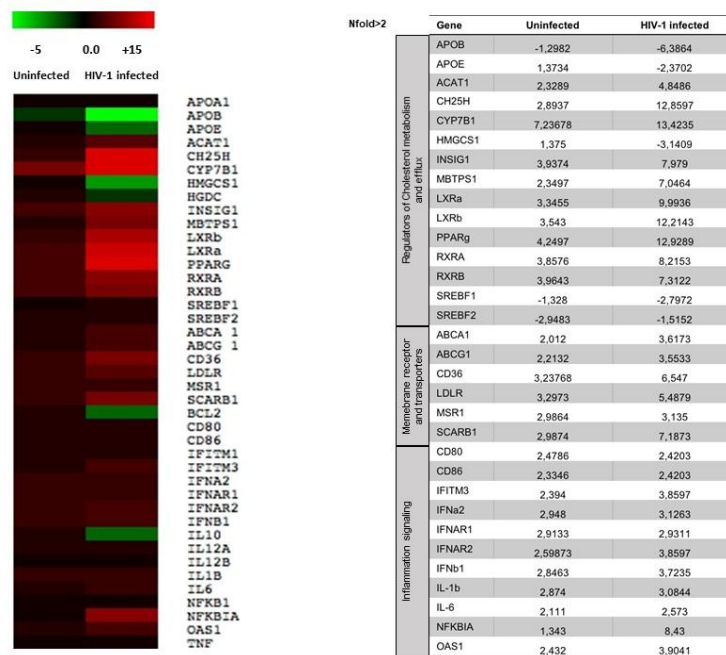 -5 0.0 +15
Uninfected HIV-1 infected
APOA1
APOB
APOE
ACAT1
CH25H
CYP7B1
HMGCS1
HGDC
INSIG1
MBTPS1
LXRb
LXRa
PPARG
RXRA
RXRB
SREBF1
SREBF2
ABCA 1
ABCG 1
CD36
LDLR
MSR1
SCARB1
BCL2
CD80
CD86
IFITM1
IFITM3
IFNA2
IFNAR1
IFNAR2
IFNB1
IL10
IL12A
IL12B
IL1B
IL6
NFKB1
NFKBIA
OAS1
TNF
Nfold>2 Gene Uninfected HIV-1 infected
Regulators of Cholesterol metabolism
and efflux
APOB -1,2982 -6,3864
APOE 1,3734 -2,3702
ACAT1 2,3289 4,8486
CH25H 2,8937 12,8597
CYP7B1 7,23678 13,4235
HMGCS1 1,375 -3,1409
INSIG1 3,9374 7,979
MBTPS1 2,3497 7,0464
LXRa 3,3455 9,9936
LXRb 3,543 12,2143
PPARg 4,2497 12,9289
RXRA 3,8576 8,2153
RXRB 3,9643 7,3122
SREBF1 -1,328 -2,7972
SREBF2 -2,9483 -1,5152
Memebrane receptor
and transporters
ABCA1 2,012 3,6173
ABCG1 2,2132 3,5533
CD36 3,23768 6,547
LDLR 3,2973 5,4879
MSR1 2,9864 3,135
SCARB1 2,9874 7,1873
Inflammation signaling
CD80 2,4786 2,4203
CD86 2,3346 2,4203
IFITM3 2,394 3,8597
IFNa2 2,948 3,1263
IFNAR1 2,9133 2,9311
IFNAR2 2,59873 3,8597
IFNb1 2,8463 3,7235
IL-1b 2,874 3,0844
IL-6 2,111 2,573
NFKBIA 1,343 8,43
OAS1 2,432 3,9041